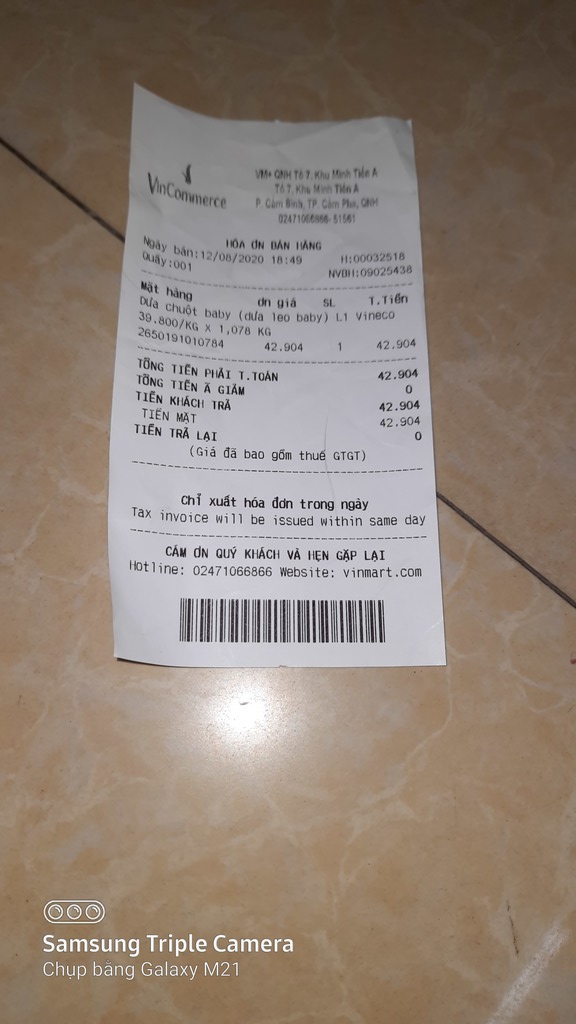 VinCommerce
VM+ QNH Tổ 7, Khu Minh Tiến A
Tổ 7, Khu Minh Tiến A
P. Cẩm Bình, TP. Cẩm Phả, QNH
02471066866-51561
HÓA ƠN BÁN HÀNG
Ngày bán:12/08/2020 18:49 H:00032518
Quầy:001 NVBH:09025438
Mặt hàng ơn giá SL T.Tiền
Dưa chuột baby (dưa leo baby) L1 Vineco
39.800/KG X 1,078 KG
2650191010784 42.904 1 42.904
TỔNG TIỀN PHẢI T.TOÁN 42.904
TỔNG TIỀN Ã GIẢM 0
TIỀN KHÁCH TRẢ 42.904
TIỀN MẶT 42.904
TIỀN TRẢ LẠI 0
(Giá đã bao gồm thuế GTGT)
Chỉ xuất hóa đơn trong ngày
Tax invoice will be issued within same day
CẢM ƠN QUÝ KHÁCH VÀ HẸN GẶP LẠI
Hotline: 02471066866 Website: vinmart.com
Samsung Triple Camera
Chụp bằng Galaxy M21